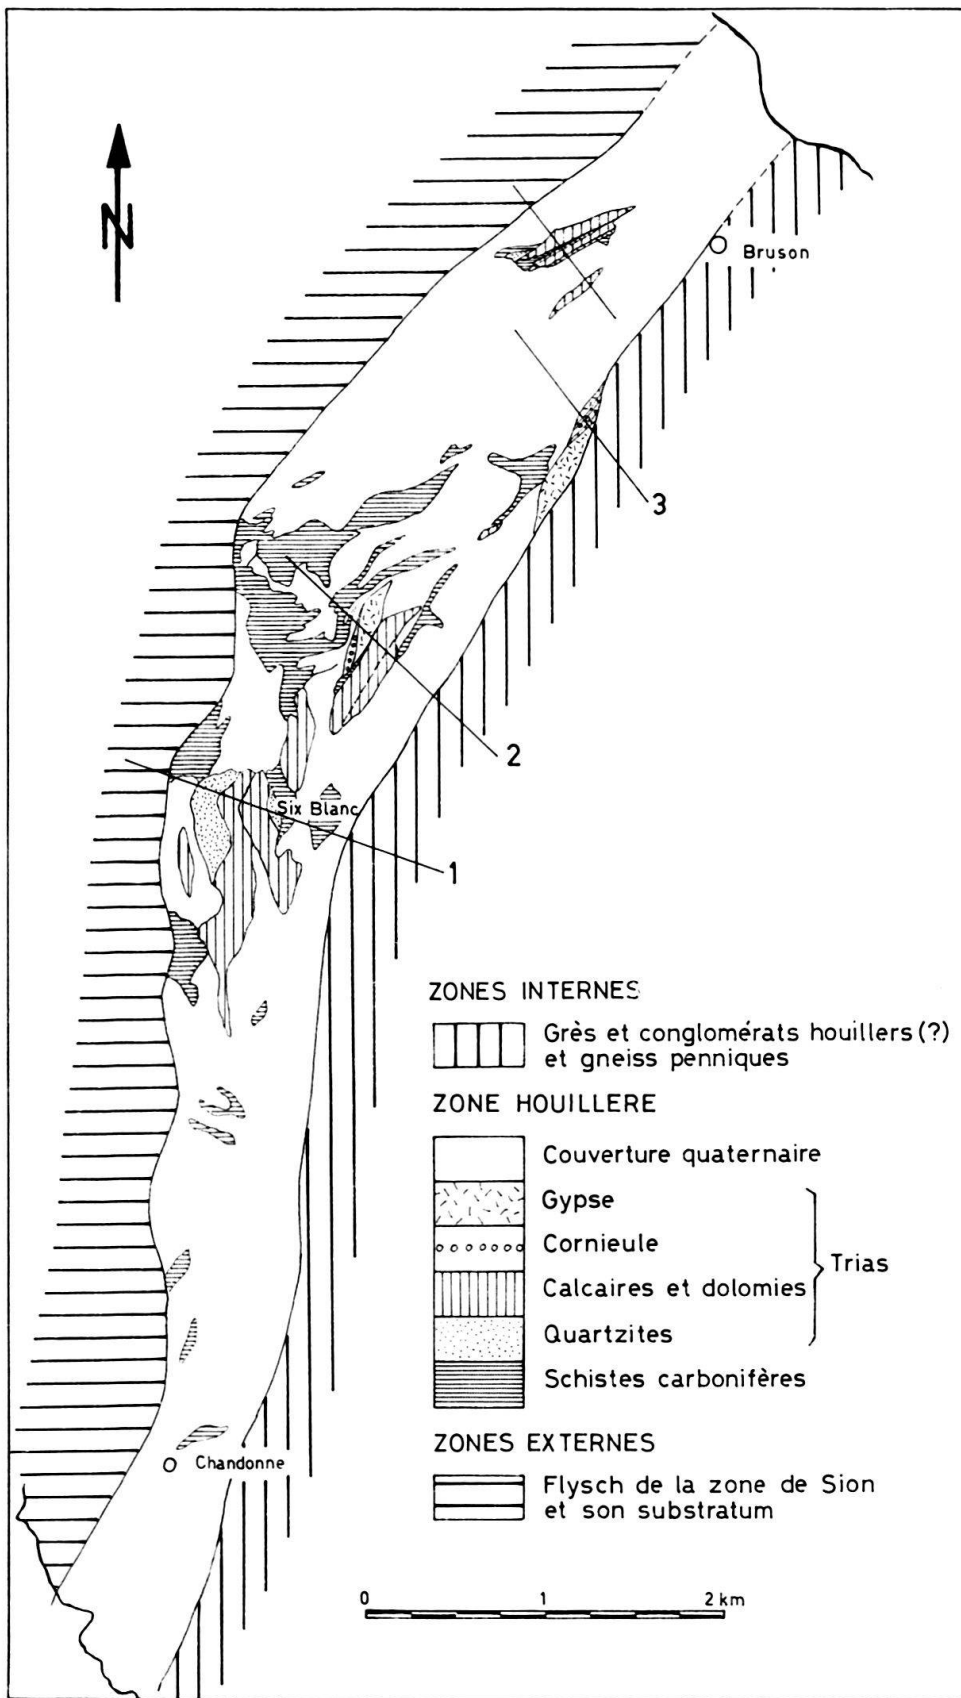 N
Bruson
3
2
Six Blanc
1
ZONES INTERNES
Grès et conglomérats houillers (?)
et gneiss penniques
ZONE HOUILLERE
Couverture quaternaire
Gypse
Cornieule
Trias
Calcaires et dolomies
Quartzites
Schistes carbonifères
ZONES EXTERNES
Flysch de la zone de Sion
et son substratum
Chandonne
0 1 2 km